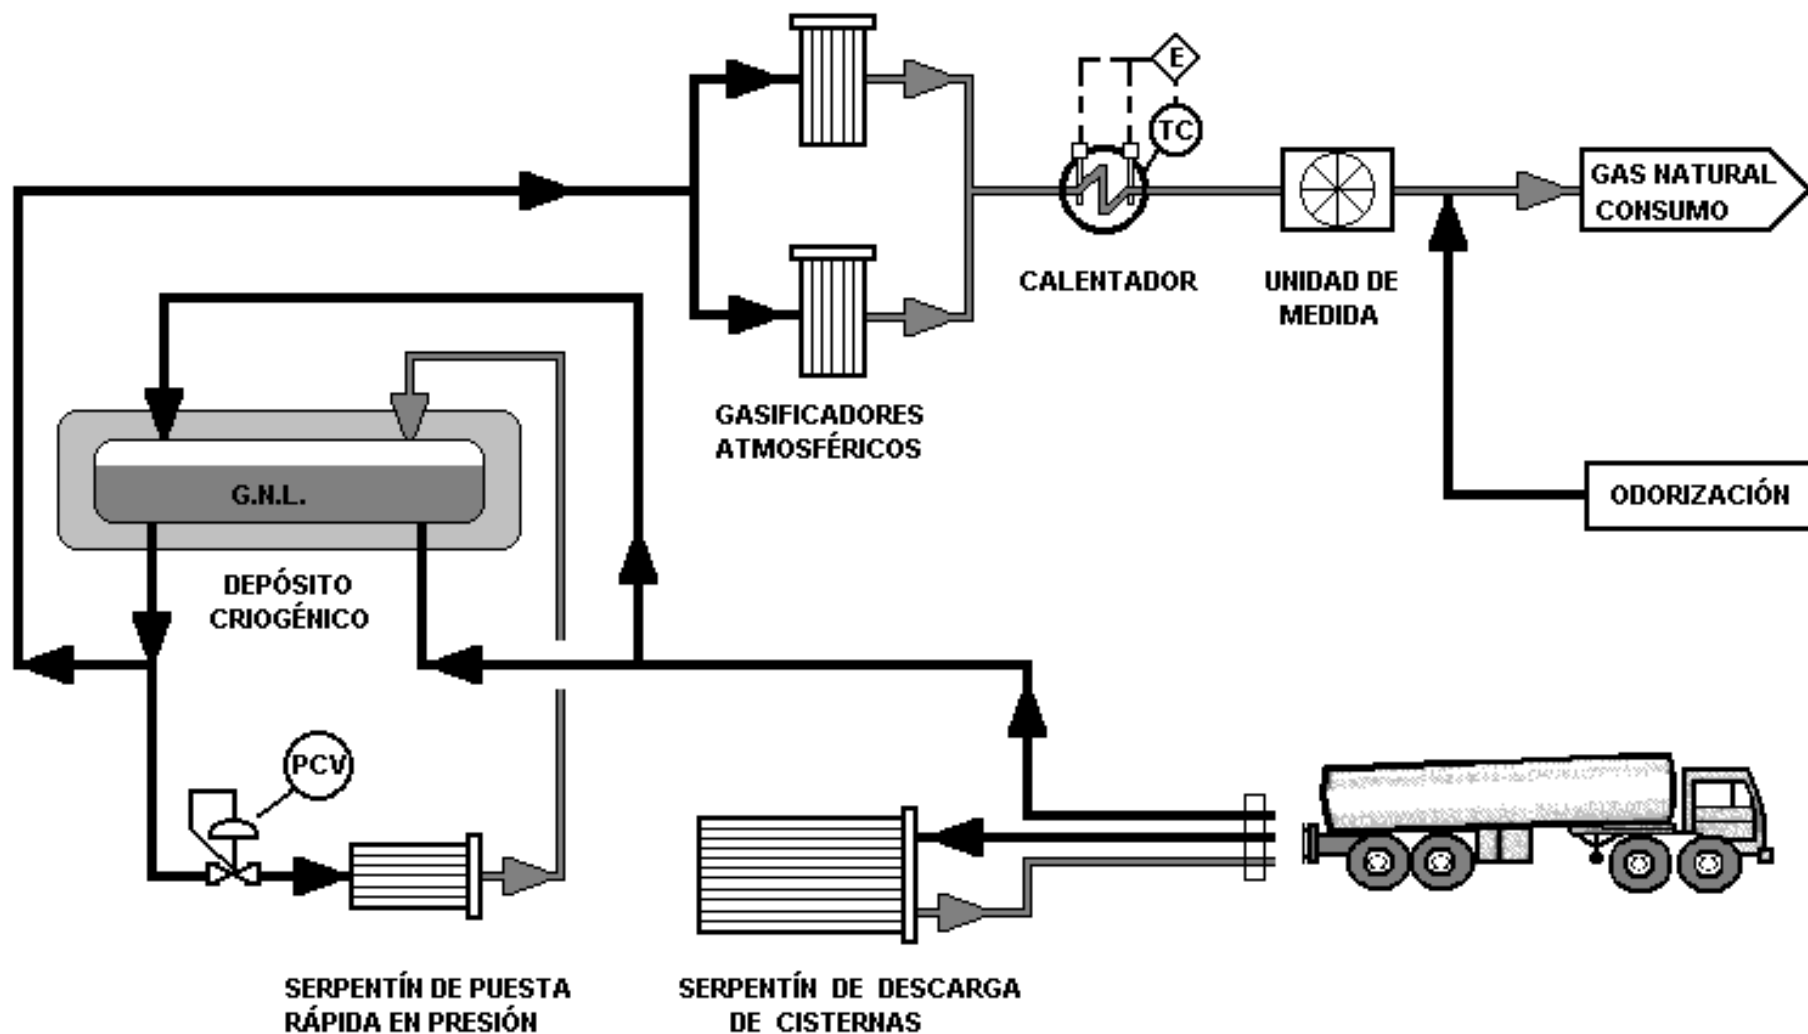 E
TC
GAS NATURAL
CONSUMO
CALENTADOR
UNIDAD DE
MEDIDA
GASIFICADORES
ATMOSFÉRICOS
G.N.L.
ODORIZACIÓN
DEPÓSITO
CRIOGÉNICO
PCV
SERPENTÍN DE PUESTA
RÁPIDA EN PRESIÓN
SERPENTÍN DE DESCARGA
DE CISTERNAS